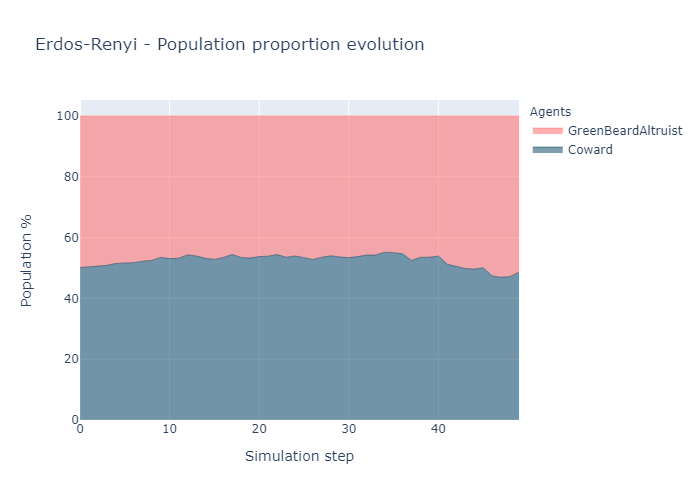 Erdos-Renyi - Population proportion evolution
Agents
GreenBeardAltruist
Coward
Population %
100
80
60
40
20
0
0 10 20 30 40
Simulation step